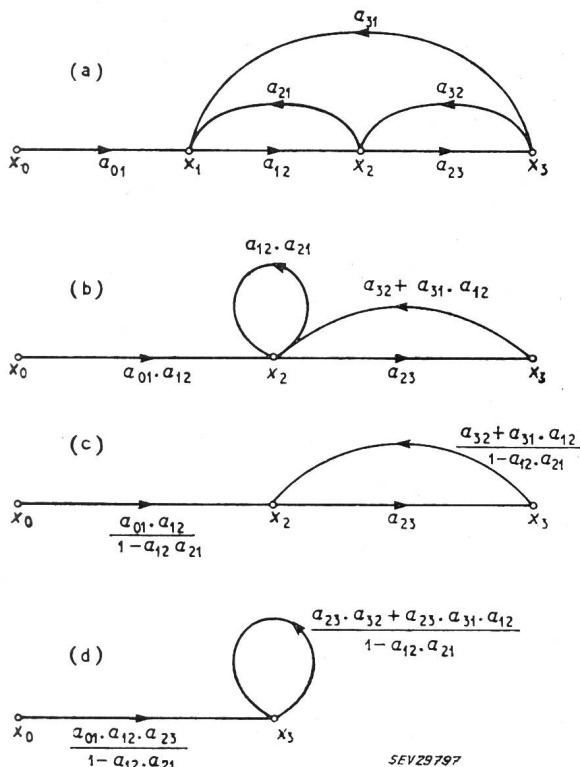 a₃₁
(a)
a₂₁ a₃₂
x₀ a₀₁ x₁ a₁₂ x₂ a₂₃ x₃
a₁₂ . a₂₁
(b) a₃₂ + a₃₁ . a₁₂
x₀ a₀₁ . a₁₂ x₂ a₂₃ x₃
(c) a₃₂ + a₃₁ . a₁₂
1 - a₁₂ . a₂₁
x₀ x₂ a₂₃ x₃
a₀₁ . a₁₂
1 - a₁₂ a₂₁
a₂₃ . a₃₂ + a₂₃ . a₃₁ . a₁₂
(d) 1 - a₁₂ . a₂₁
x₀ a₀₁ . a₁₂ . a₂₃ x₃
1 - a₁₂ . a₂₁
SEV29797